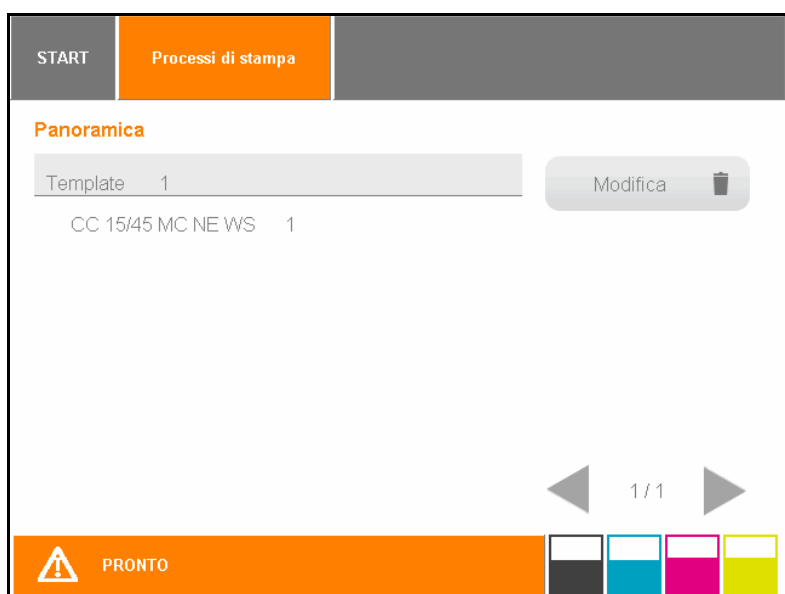 START Processi di stampa
Panoramica
Template 1
Modifica
CC 15/45 MC NE WS 1
1 / 1
PRONTO